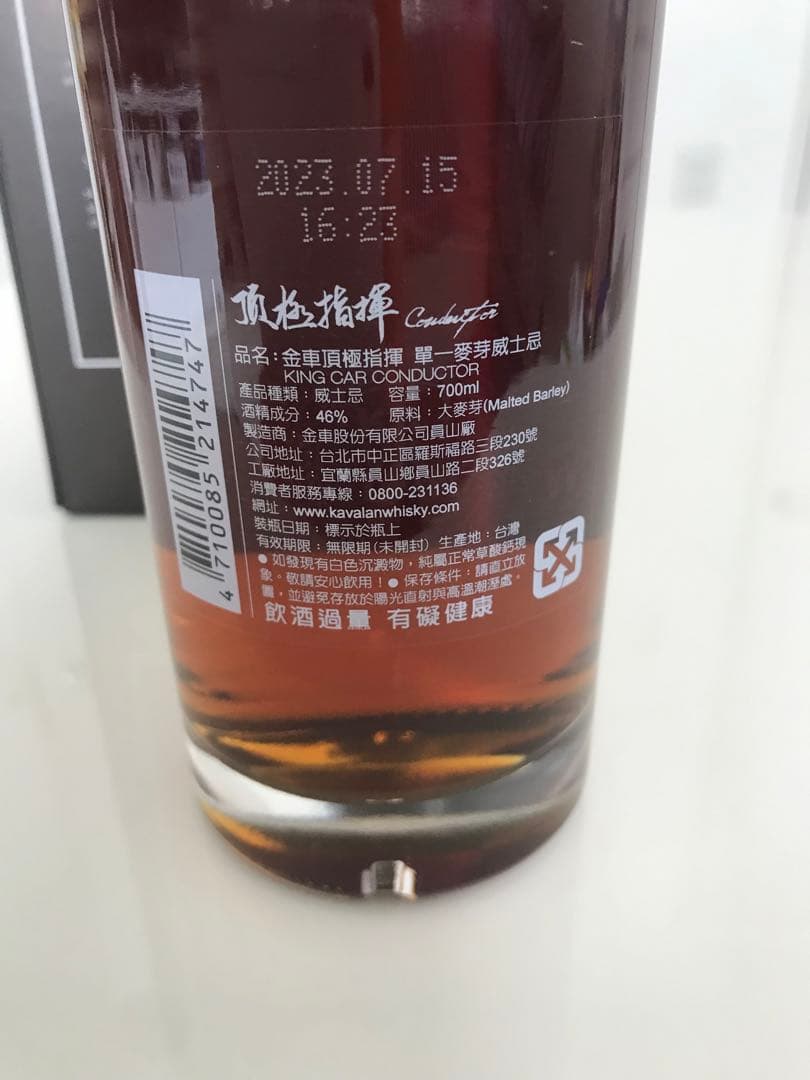 2023.07.15
16:23
頂極指揮 Conductor
品名：金車頂極指揮 單一麥芽威士忌
KING CAR CONDUCTOR
產品種類：威士忌 容量：700ml
酒精成分：46% 原料：大麥芽(Malted Barley)
製造商：金車股份有限公司員山廠
公司地址：台北市中正區羅斯福路三段230號
工廠地址：宜蘭縣員山鄉員山路二段326號
消費者服務專線：0800-231136
網址：www.kavalanwhisky.com
裝瓶日期：標示於瓶上
有效期限：無限期(未開封) 生產地：台灣
●如發現有白色沉澱物，純屬正常草酸鈣現
象。敬請安心飲用！●保存條件：請直立放
置，並避免存放於陽光直射與高溫潮溼處。
飲酒過量 有礙健康
4 710085 214747